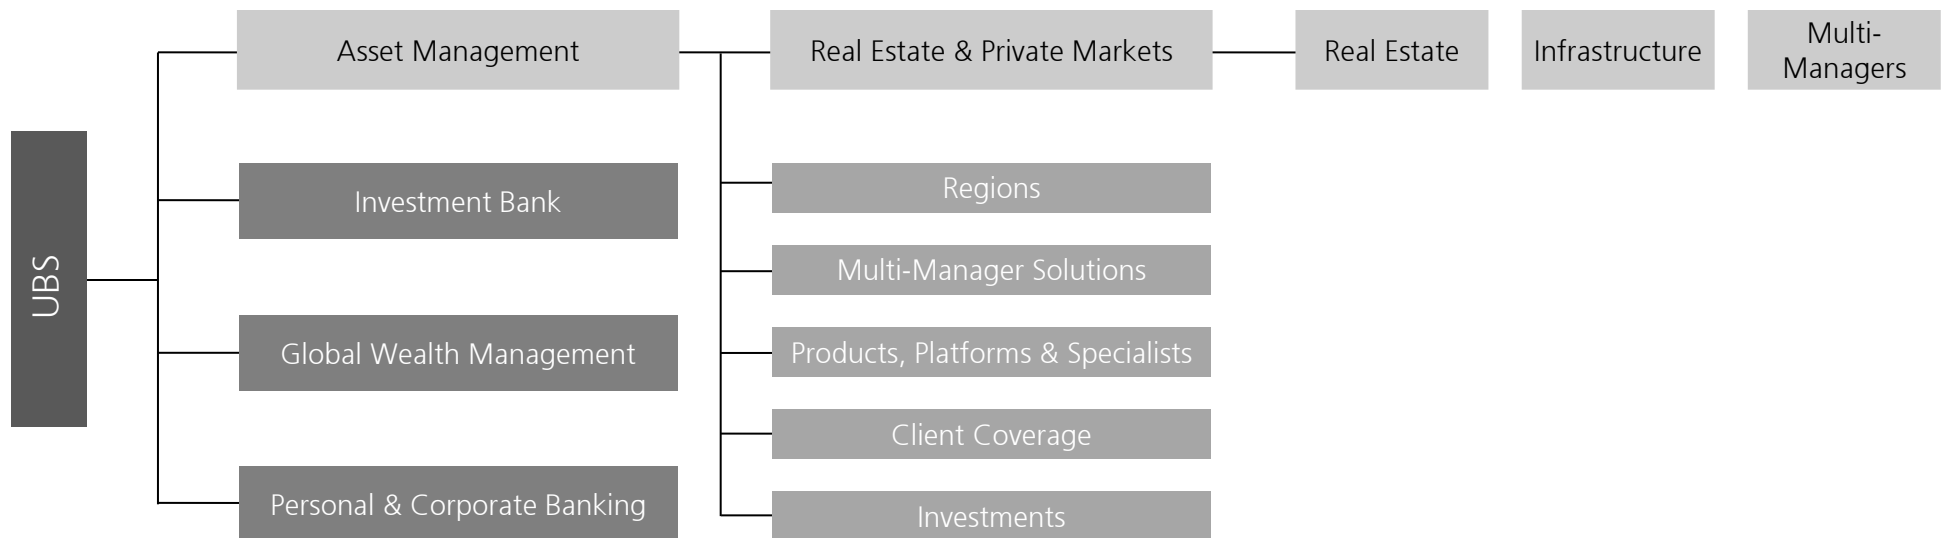 Asset Management
Real Estate & Private Markets
Real Estate
Infrastructure
Multi-
Managers
UBS
Investment Bank
Global Wealth Management
Personal & Corporate Banking
Regions
Multi-Manager Solutions
Products, Platforms & Specialists
Client Coverage
Investments